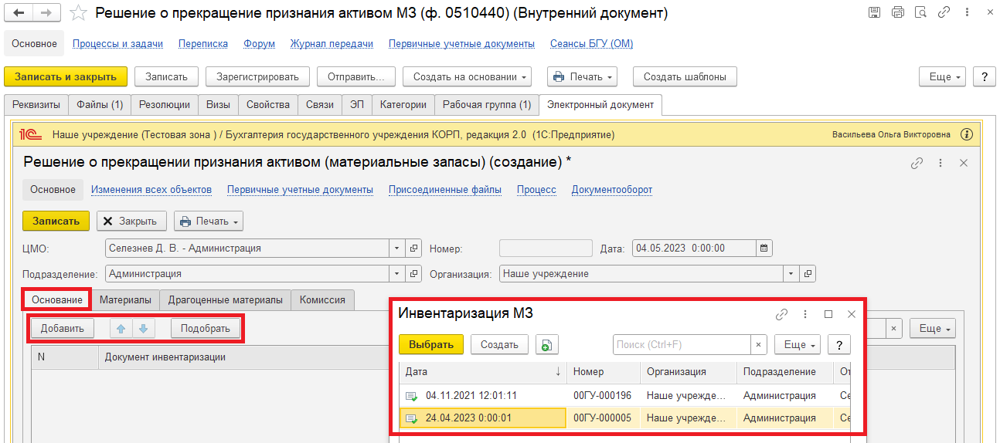 Решение о прекращение признания активом МЗ (ф. 0510440) (Внутренний документ)
Основное Процессы и задачи Переписка Форум Журнал передачи Первичные учетные документы Сеансы БГУ (ОМ)
Записать и закрыть Записать Зарегистрировать Отправить... Создать на основании Печать Создать шаблоны Еще ?
Реквизиты Файлы (1) Резолюции Визы Свойства Связи ЭП Категории Рабочая группа (1) Электронный документ
1С Наше учреждение (Тестовая зона ) / Бухгалтерия государственного учреждения КОРП, редакция 2.0 (1С:Предприятие) Васильева Ольга Викторовна
Решение о прекращении признания активом (материальные запасы) (создание) *
Основное Изменения всех объектов Первичные учетные документы Присоединенные файлы Процесс Документооборот
Записать Закрыть Печать
ЦМО: Селезнев Д. В. - Администрация Номер: Дата: 04.05.2023 0:00:00
Подразделение: Администрация Организация: Наше учреждение
Основание Материалы Драгоценные материалы Комиссия
Добавить Подобрать Еще
N Документ инвентаризации
Инвентаризация МЗ
Выбрать Создать Поиск (Ctrl+F) × Еще ?
Дата ↓ Номер Организация Подразделение От
04.11.2021 12:01:11 00ГУ-000196 Наше учрежде... Администрация Се
24.04.2023 0:00:01 00ГУ-000005 Наше учрежде... Администрация Се